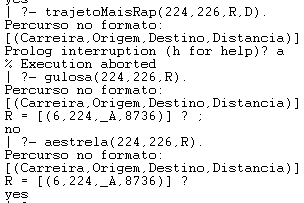 yes
| ?- trajetoMaisRap(224,226,R,D).
Percurso no formato:
[(Carreira,Origem,Destino,Distancia)]
Prolog interruption (h for help)? a
% Execution aborted
| ?- gulosa(224,226,R).
Percurso no formato:
[(Carreira,Origem,Destino,Distancia)]
R = [(6,224,_A,8736)] ? ;
no
| ?- aestrela(224,226,R).
Percurso no formato:
[(Carreira,Origem,Destino,Distancia)]
R = [(6,224,_A,8736)] ?
yes